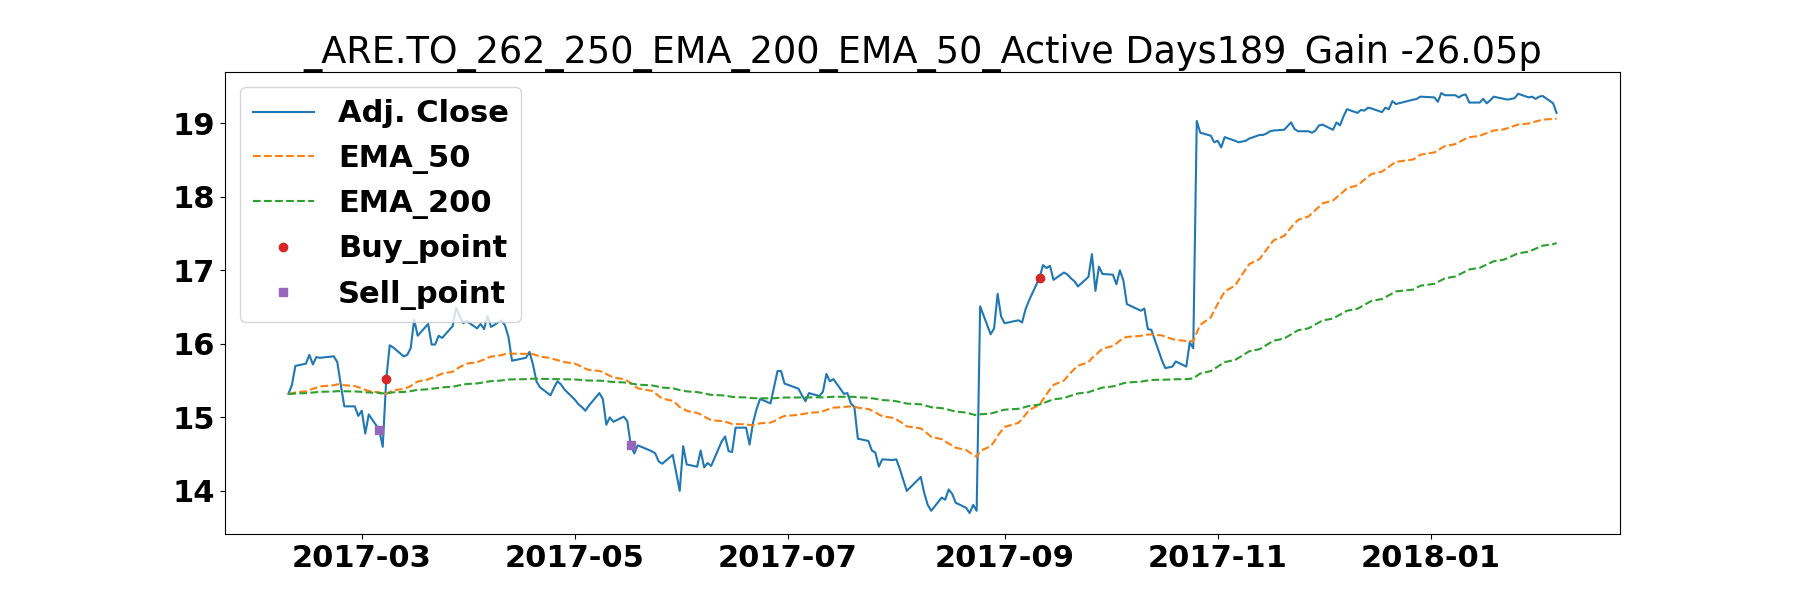 _ARE.TO_262_250_EMA_200_EMA_50_Active Days189_Gain -26.05p
Adj. Close
EMA_50
EMA_200
Buy_point
Sell_point
19
18
17
16
15
14
2017-03 2017-05 2017-07 2017-09 2017-11 2018-01